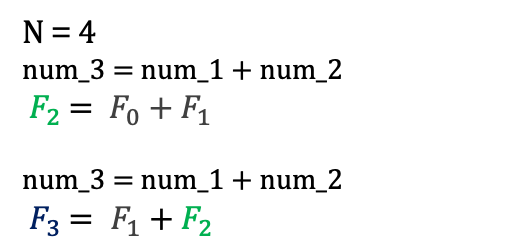 N = 4
num_3 = num_1 + num_2
F₂ = F₀ + F₁
num_3 = num_1 + num_2
F₃ = F₁ + F₂